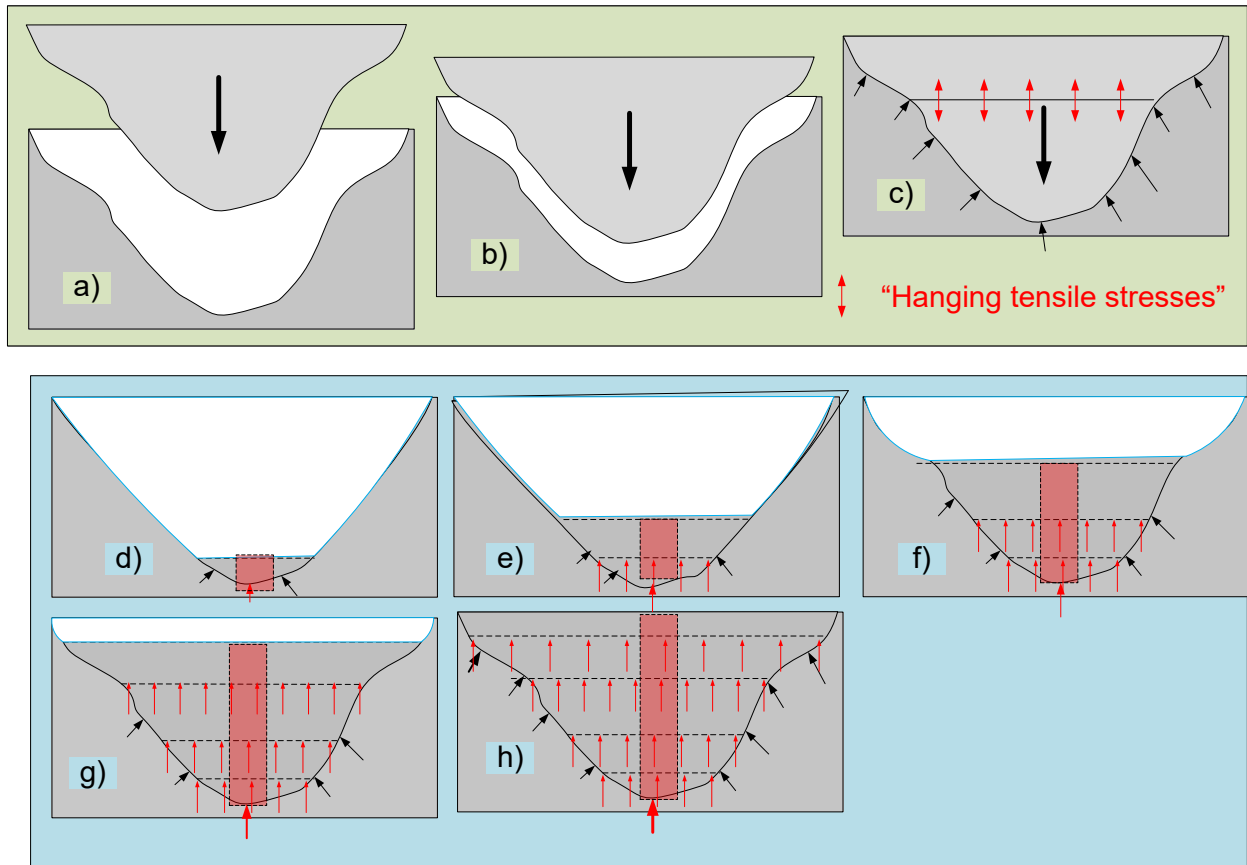 a)
b)
c)
“Hanging tensile stresses”
d)
e)
f)
g)
h)